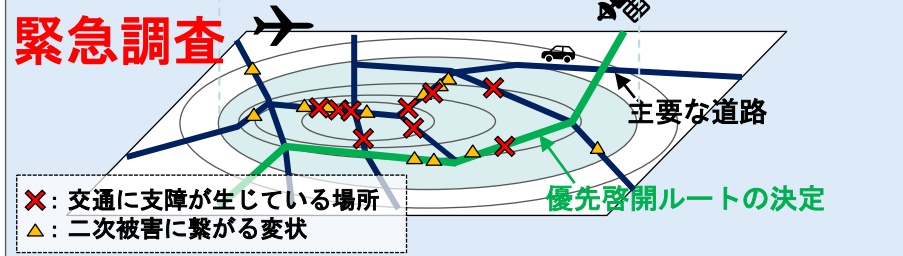 緊急調査
主要な道路
優先啓開ルートの決定
×：交通に支障が生じている場所
△：二次被害に繋がる変状